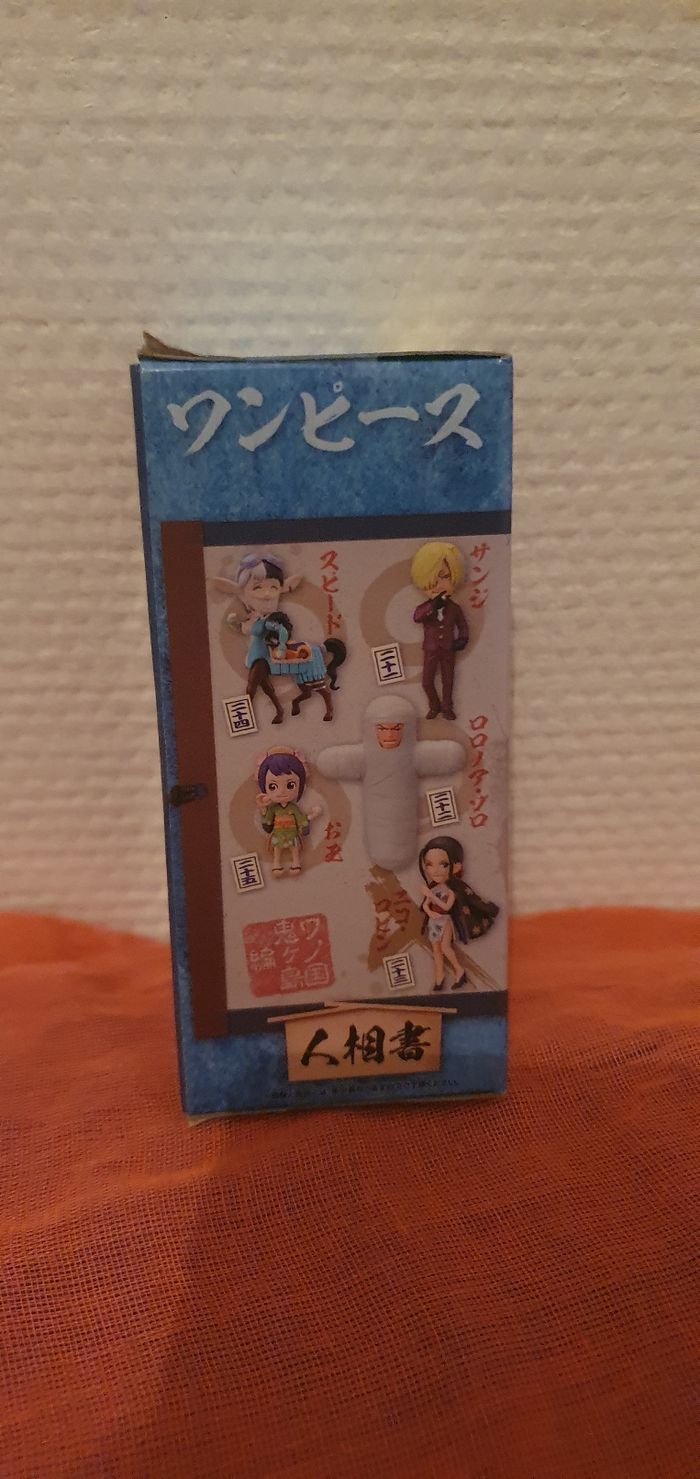 ワンピース
サンジ
二十一
スピード
二十四
ロロノア・ゾロ
二十二
お玉
二十五
ニコ・ロビン
二十三
ワノ国
鬼ヶ島
編
人相書